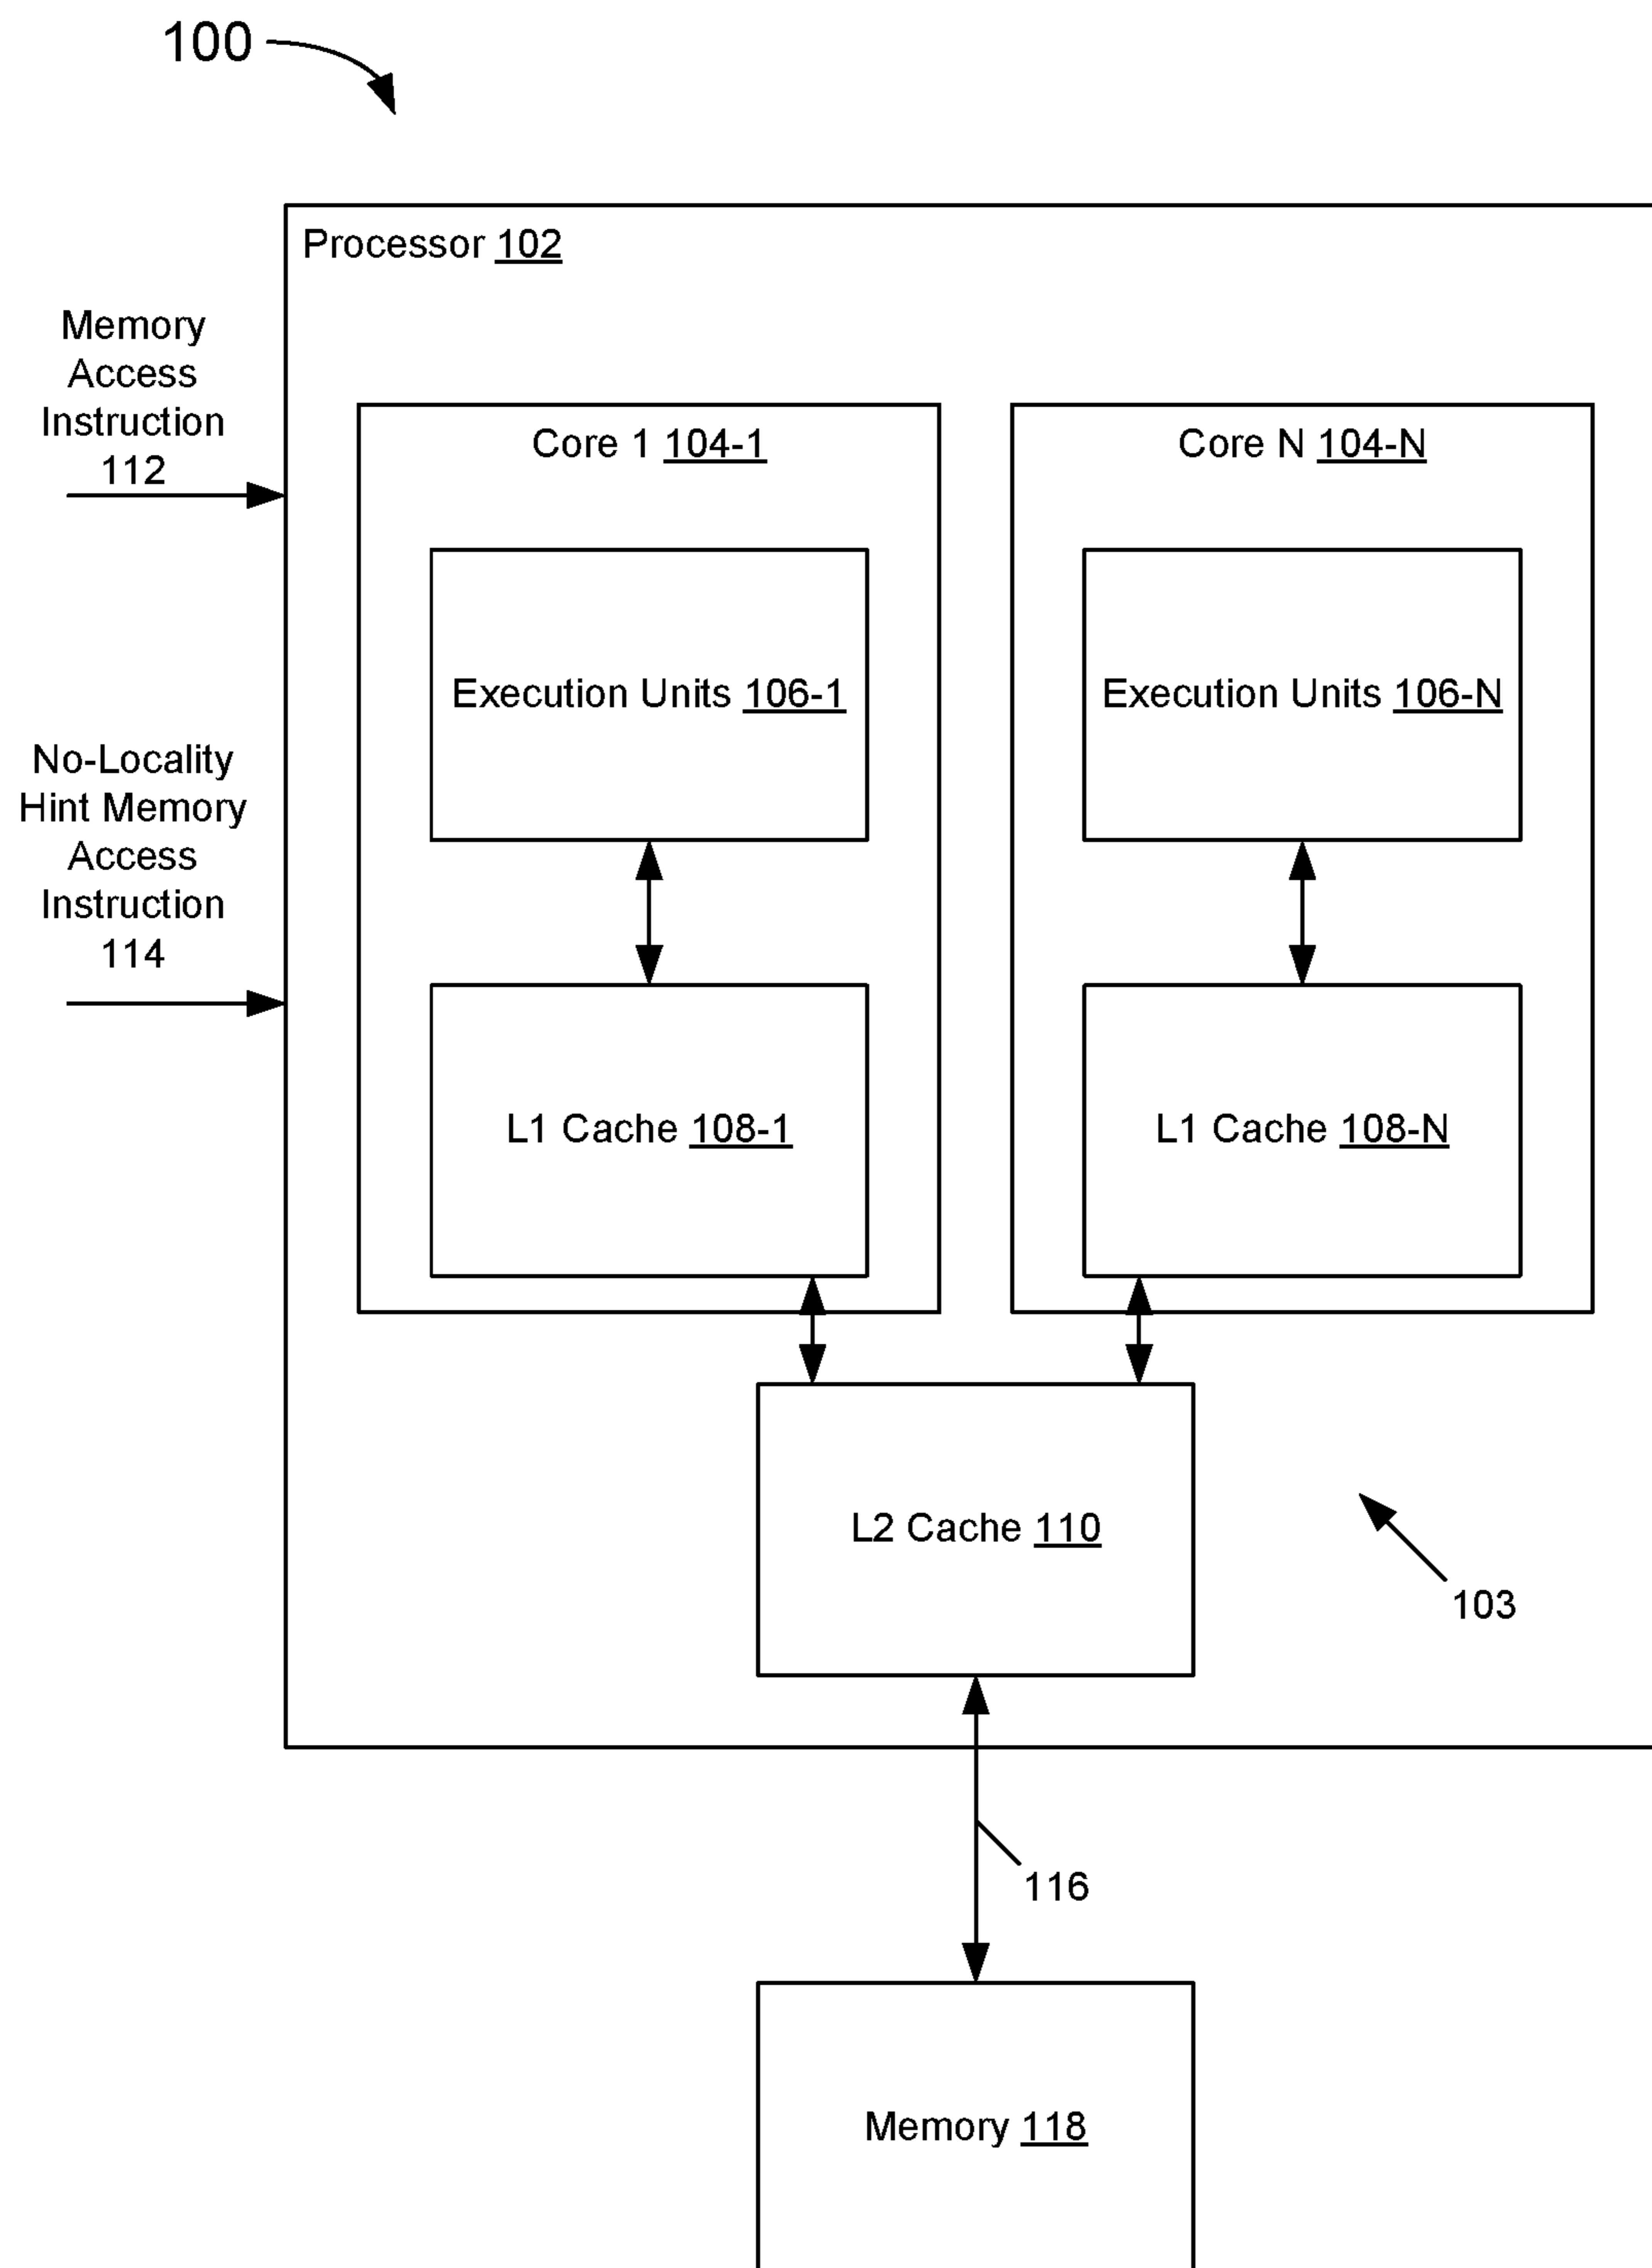 100
Processor 102
Memory
Access
Instruction
112
Core 1 104-1
Core N 104-N
Execution Units 106-1
Execution Units 106-N
No-Locality
Hint Memory
Access
Instruction
114
L1 Cache 108-1
L1 Cache 108-N
L2 Cache 110
103
116
Memory 118